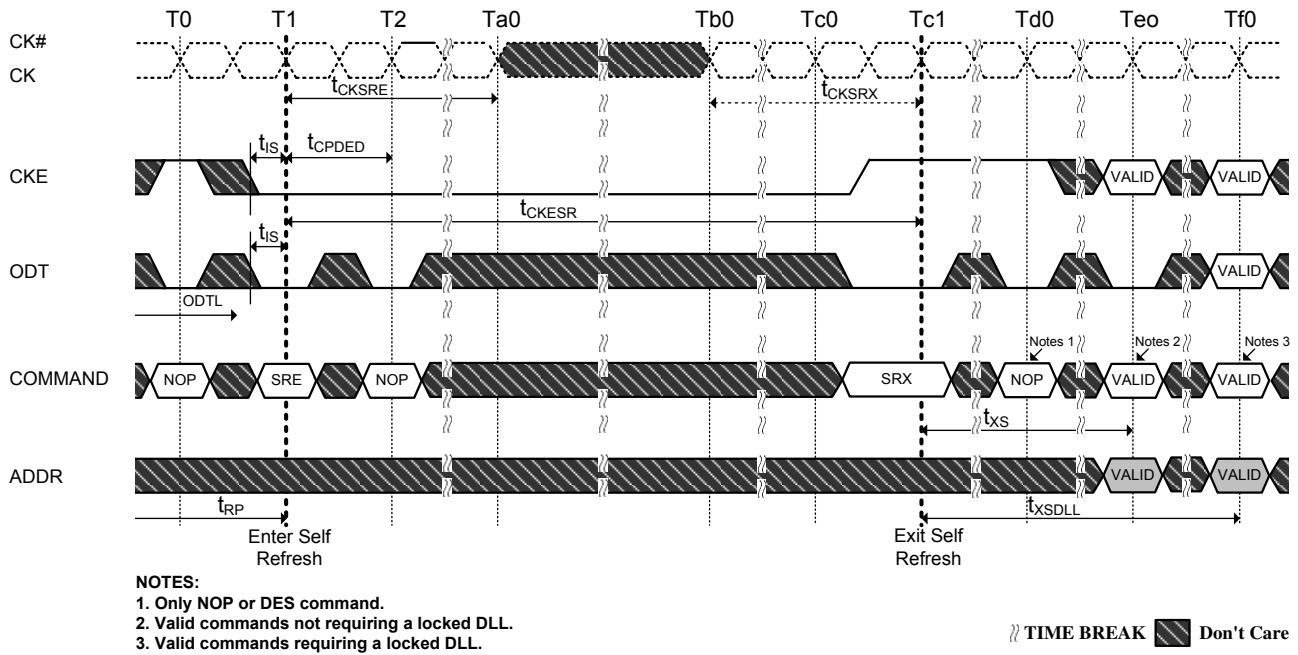 T0 T1 T2 Ta0 Tb0 Tc0 Tc1 Td0 Teo Tf0
CK#
CK
tCKSRE
tCKSRX
tIS
tCPDED
CKE
VALID
VALID
tCKESR
tIS
ODT
VALID
ODTL
Notes 1
Notes 2
Notes 3
COMMAND
NOP
SRE
NOP
SRX
NOP
VALID
VALID
tXS
ADDR
VALID
VALID
tRP
tXSDLL
Enter Self
Refresh
Exit Self
Refresh
NOTES:
1. Only NOP or DES command.
2. Valid commands not requiring a locked DLL.
3. Valid commands requiring a locked DLL.
TIME BREAK
Don't Care